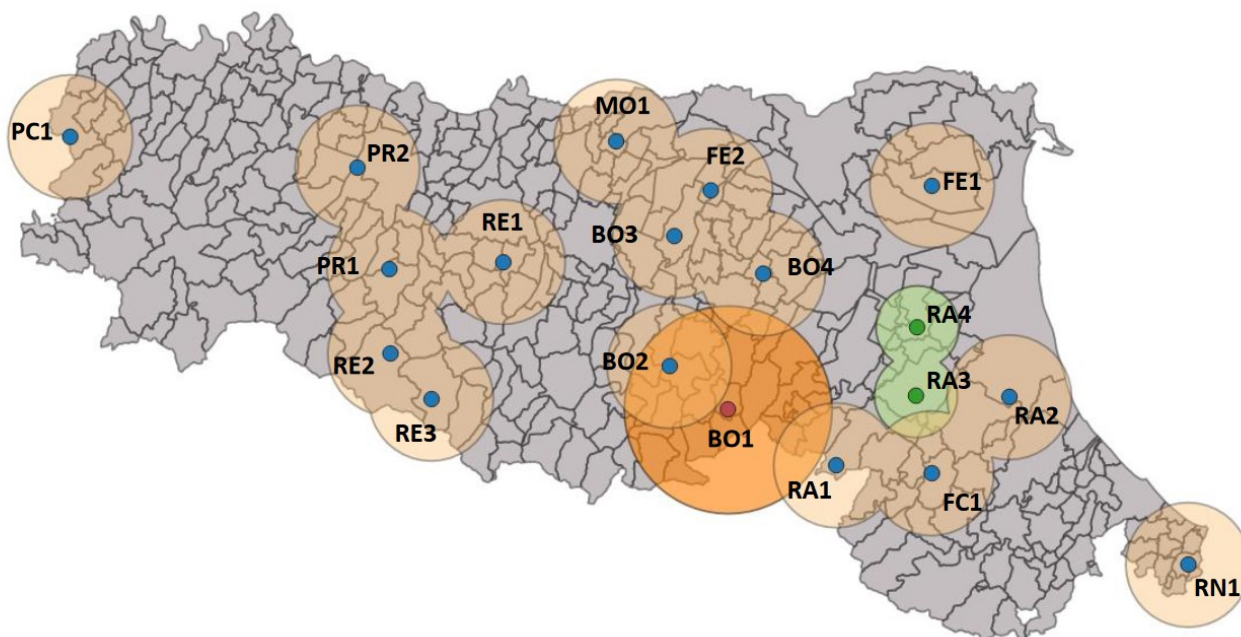 MO1
PC1
PR2
FE2
FE1
RE1
BO3
PR1
BO4
RA4
BO2
RE2
RA3
RA2
RE3
BO1
RA1
FC1
RN1